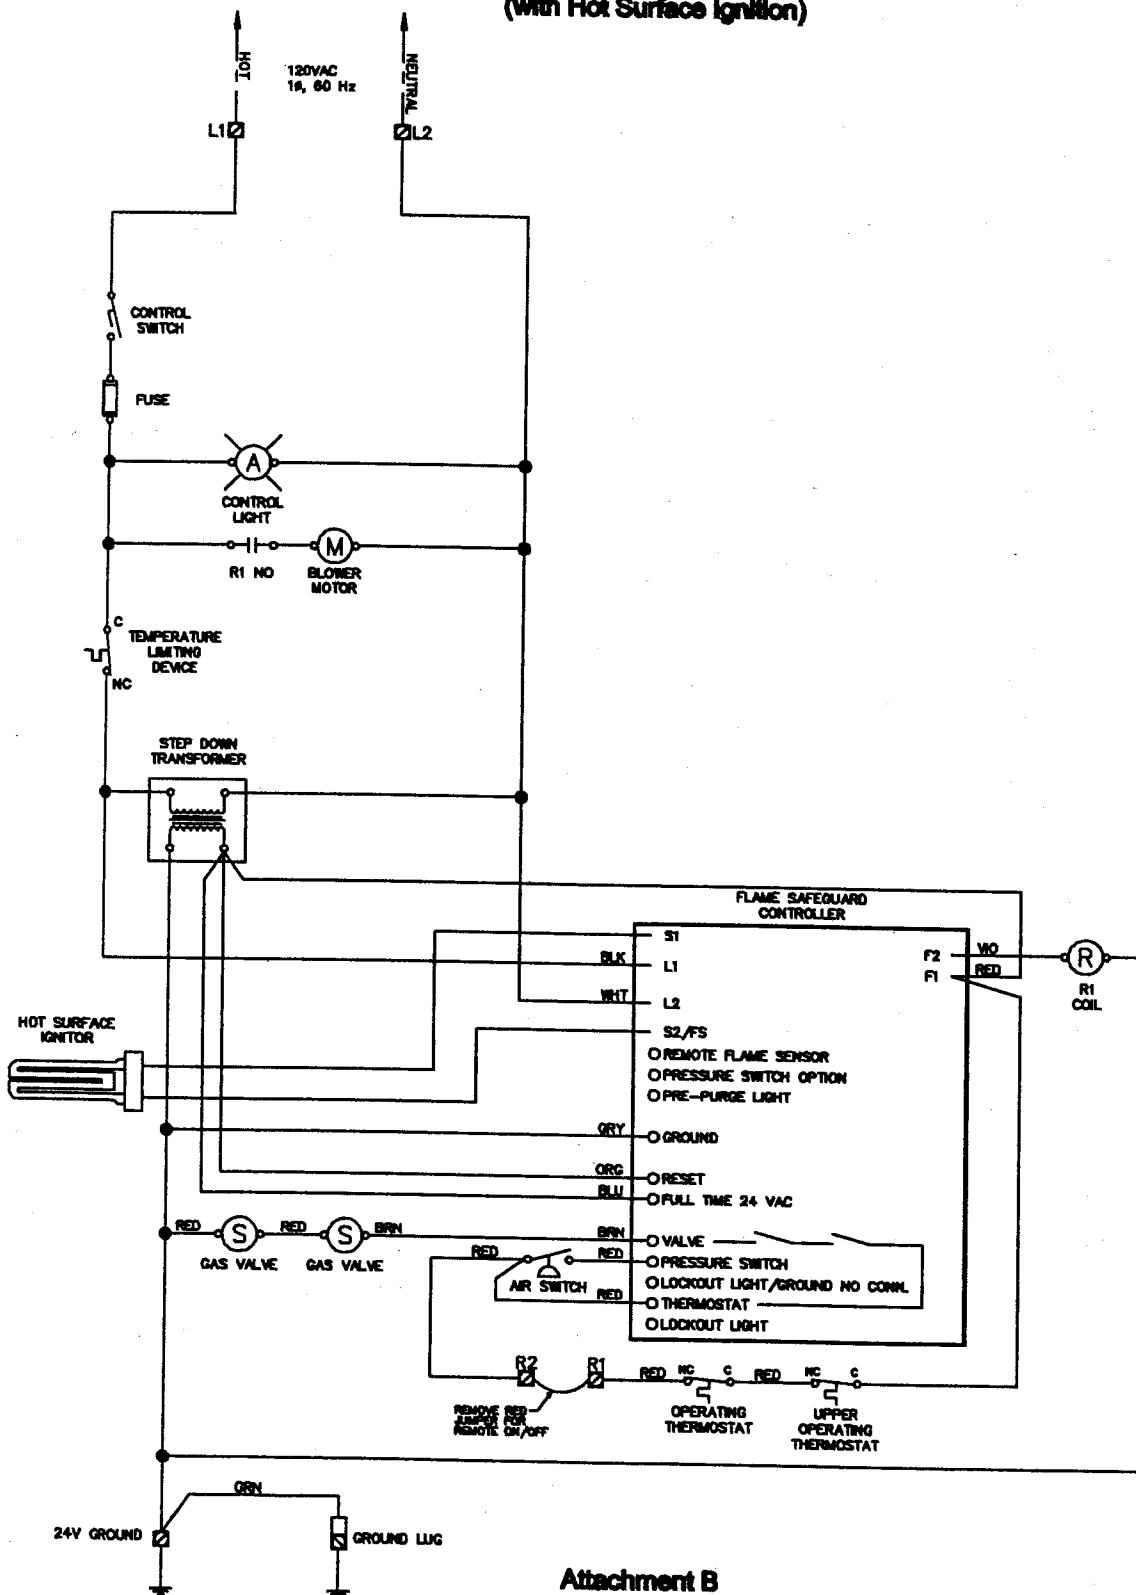 (with Hot Surface Ignition)
HOT
120VAC
1ø, 60 Hz
NEUTRAL
L1
L2
CONTROL
SWITCH
FUSE
A
CONTROL
LIGHT
R1 NO
M
BLOWER
MOTOR
C
TEMPERATURE
LIMITING
DEVICE
NC
STEP DOWN
TRANSFORMER
FLAME SAFEGUARD
CONTROLLER
S1
BLK
L1
WHT
L2
S2/FS
F2
VIO
F1
RED
R
R1
COIL
HOT SURFACE
IGNITOR
REMOTE FLAME SENSOR
PRESSURE SWITCH OPTION
PRE-PURGE LIGHT
GRY
GROUND
ORG
RESET
BLU
FULL TIME 24 VAC
RED
S
RED
S
BRN
GAS VALVE
GAS VALVE
BRN
VALVE
RED
RED
PRESSURE SWITCH
AIR SWITCH
LOCKOUT LIGHT/GROUND NO CONN.
RED
THERMOSTAT
LOCKOUT LIGHT
R2
R1
RED
NC
C
RED
NC
C
REMOVE RED
JUMPER FOR
REMOTE ON/OFF
OPERATING
THERMOSTAT
UPPER
OPERATING
THERMOSTAT
GRN
24V GROUND
GROUND LUG
Attachment B